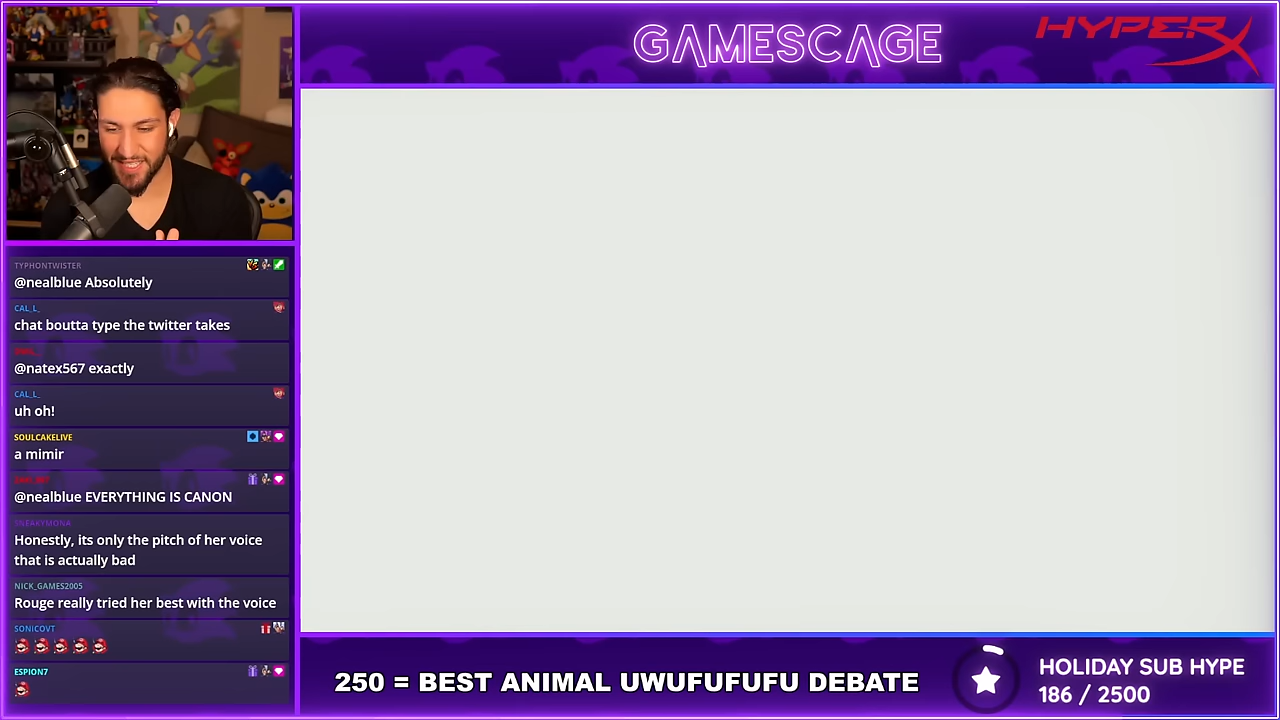 GAMESCAGE
HYPERX
TYPHONTWISTER
@nealblue Absolutely
CAL_L_
chat boutta type the twitter takes
@natex567 exactly
CAL_L_
uh oh!
SOULCAKELIVE
a mimir
@nealblue EVERYTHING IS CANON
SNEAKYMONA
Honestly, its only the pitch of her voice
that is actually bad
NICK_GAMES2005
Rouge really tried her best with the voice
SONICOVT
ESPION7
250 = BEST ANIMAL UWUFUFUFU DEBATE
HOLIDAY SUB HYPE
186 / 2500